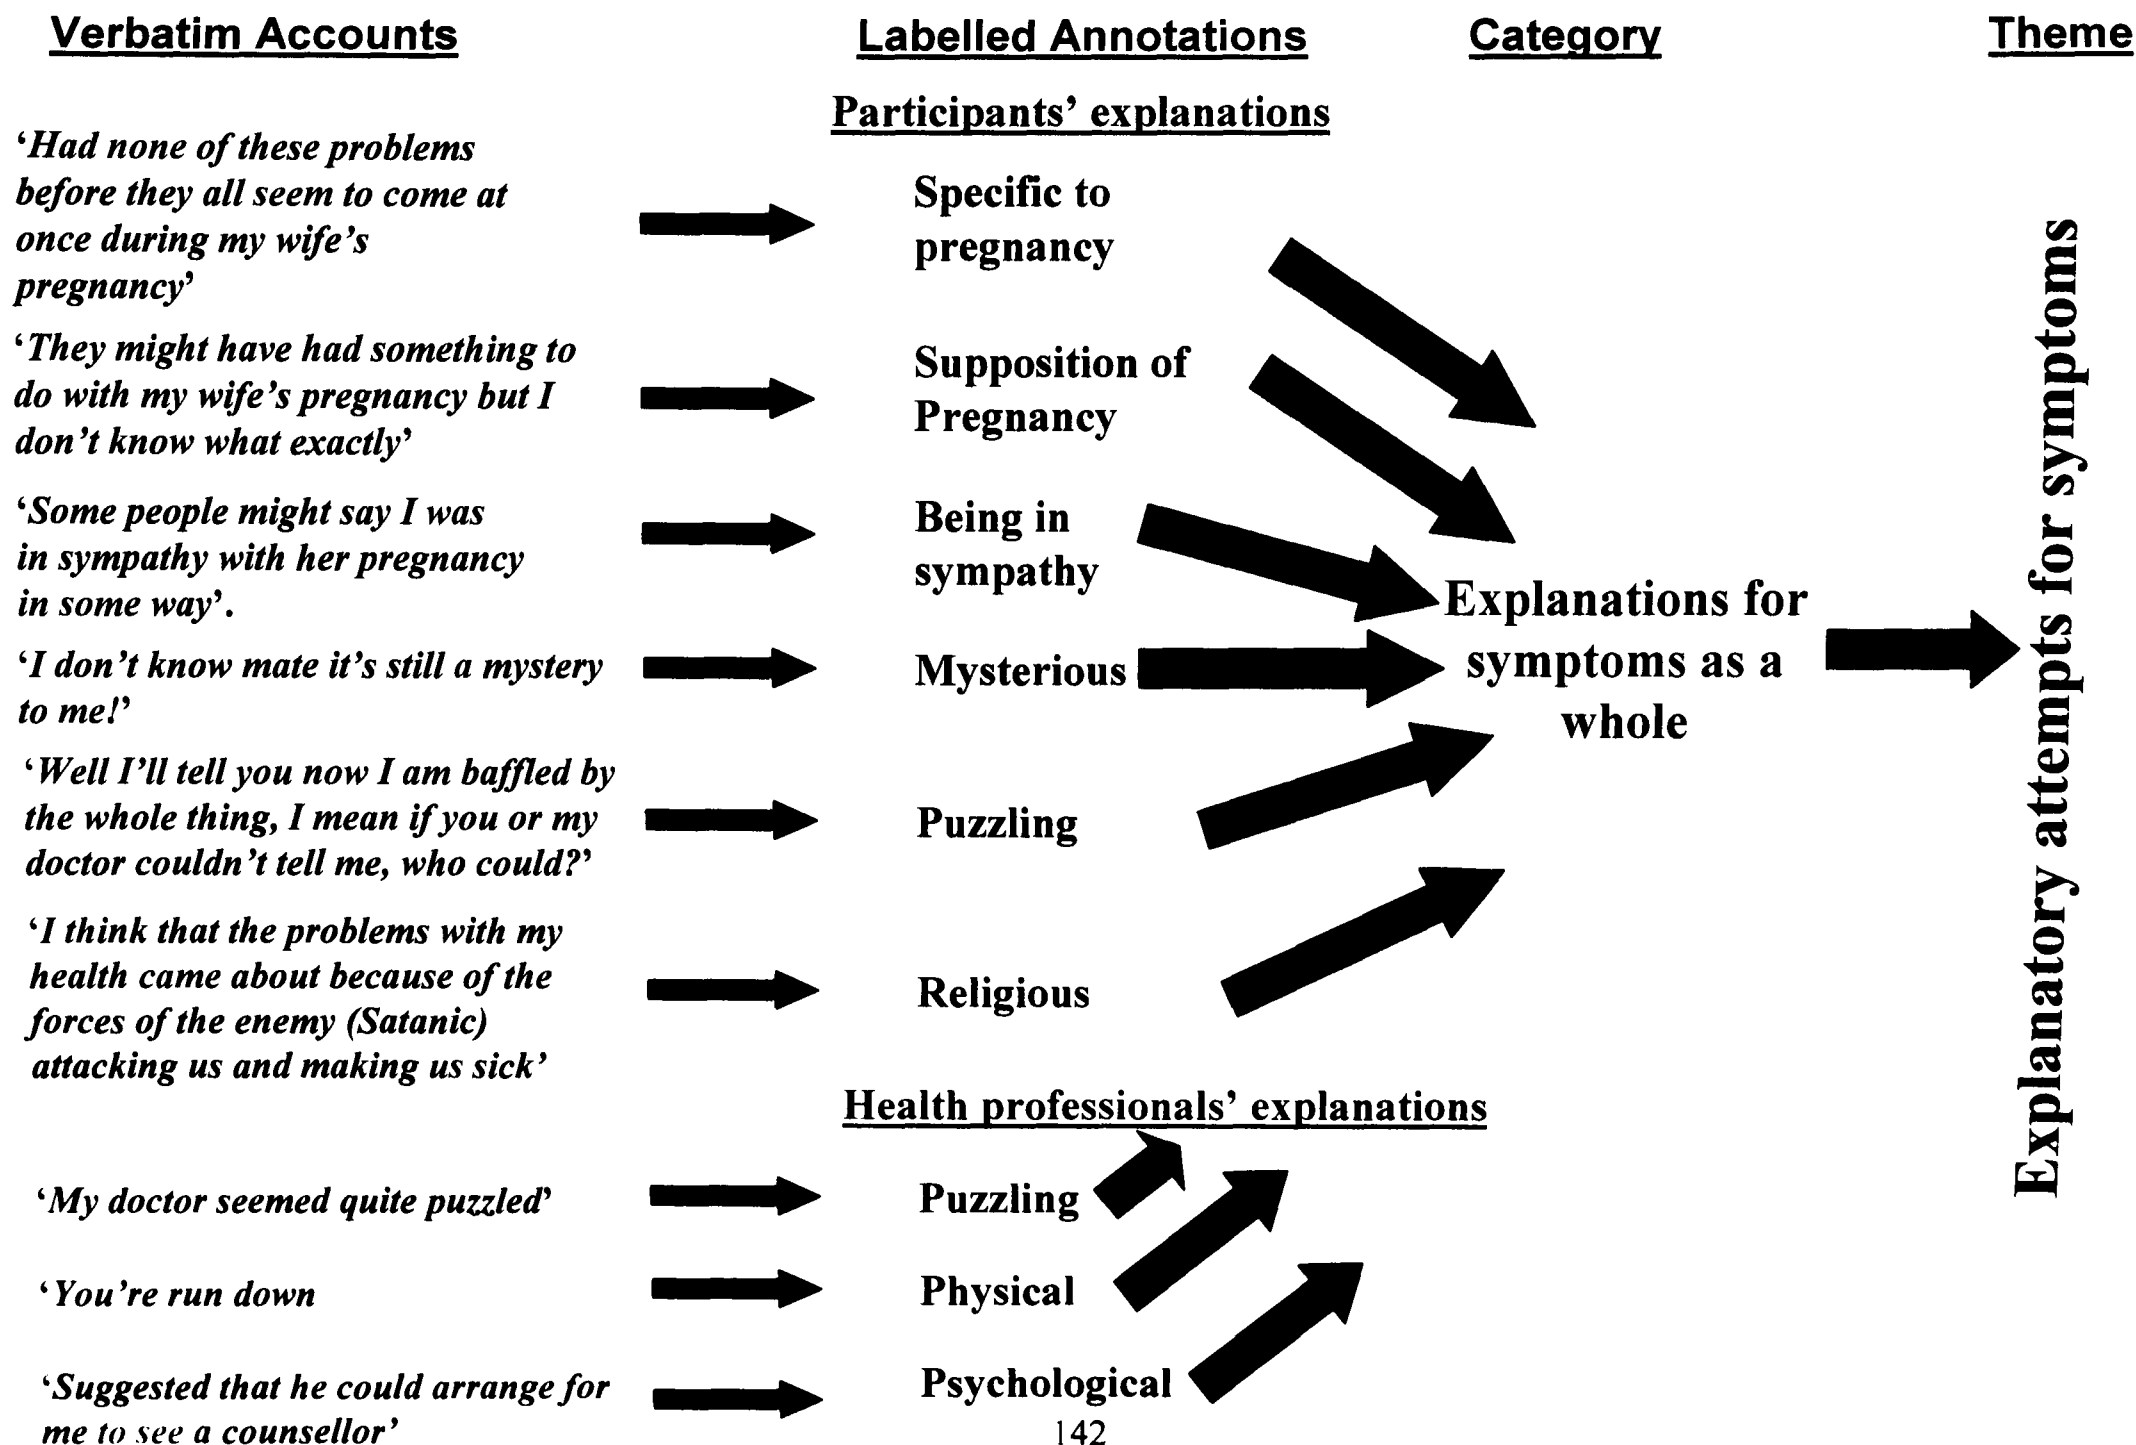 Verbatim Accounts
Labelled Annotations
Category
Theme
Participants' explanations
'Had none of these problems
before they all seem to come at
once during my wife's
pregnancy'
Specific to
pregnancy
'They might have had something to
do with my wife's pregnancy but I
don't know what exactly'
Supposition of
Pregnancy
'Some people might say I was
in sympathy with her pregnancy
in some way'.
Being in
sympathy
'I don't know mate it's still a mystery
to me!'
Mysterious
'Well I'll tell you now I am baffled by
the whole thing, I mean if you or my
doctor couldn't tell me, who could?'
Puzzling
'I think that the problems with my
health came about because of the
forces of the enemy (Satanic)
attacking us and making us sick'
Religious
Explanations for
symptoms as a
whole
Explanatory attempts for symptoms
Health professionals' explanations
'My doctor seemed quite puzzled'
Puzzling
'You're run down
Physical
'Suggested that he could arrange for
me to see a counsellor'
Psychological
142